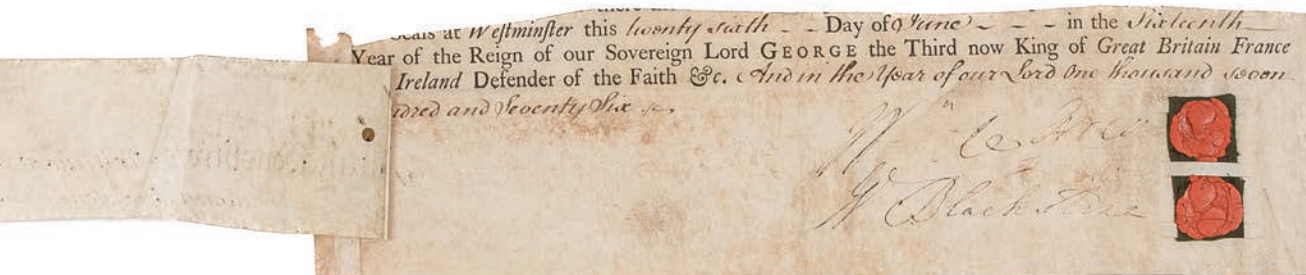 Seals at Westminster this twenty sixth - - Day of June - - - in the Sixteenth
Year of the Reign of our Sovereign Lord GEORGE the Third now King of Great Britain France
Ireland Defender of the Faith &c. And in the Year of our Lord One thousand seven
ndred and Seventy Six
Wm
W Blackstone